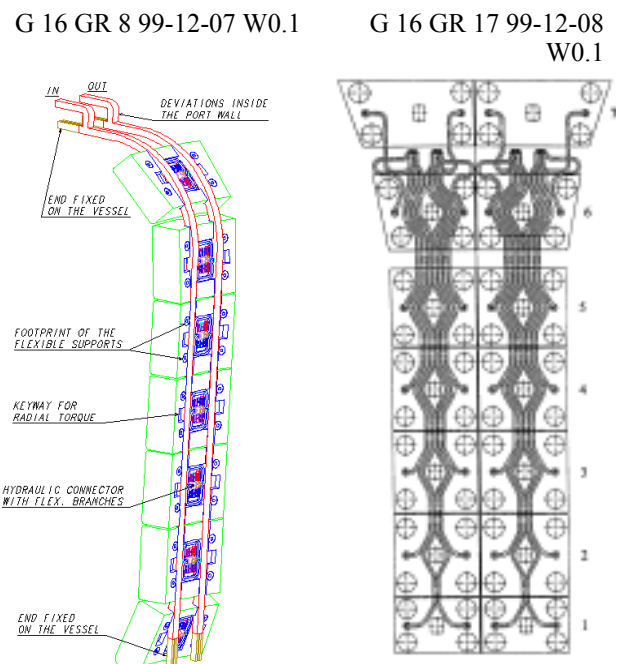 G 16 GR 8 99-12-07 W0.1
G 16 GR 17 99-12-08
W0.1
IN
OUT
DEVIATIONS INSIDE
THE PORT WALL
END FIXED
ON THE VESSEL
FOOTPRINT OF THE
FLEXIBLE SUPPORTS
KEYWAY FOR
RADIAL TORQUE
HYDRAULIC CONNECTOR
WITH FLEX. BRANCHES
END FIXED
ON THE VESSEL
6
5
4
3
2
1